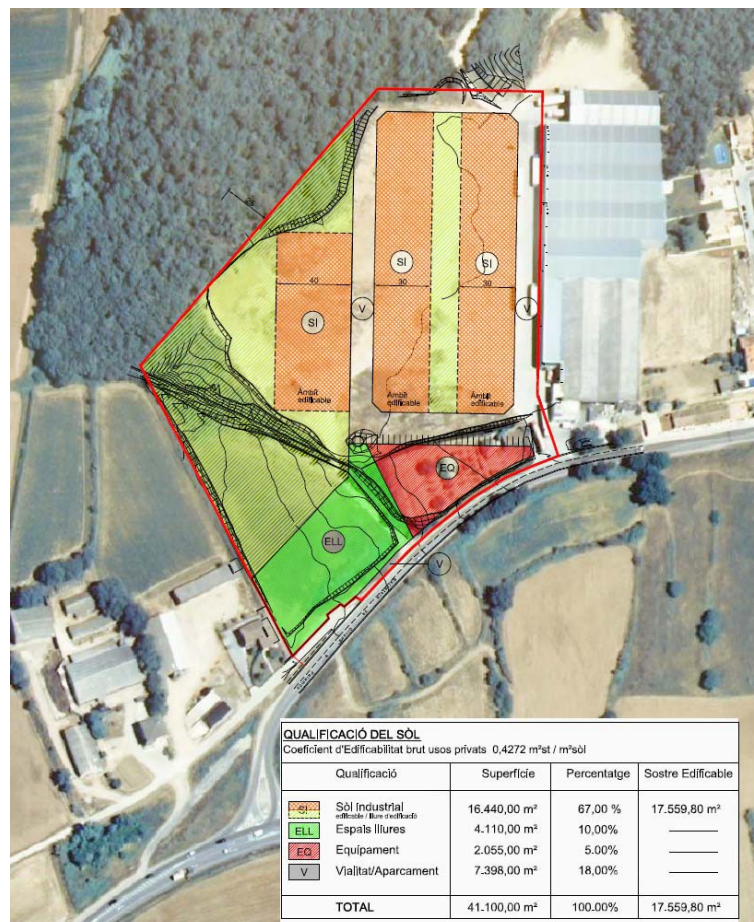 SI
SI
40
30
30
V
V
SI
Àmbit
edificable
Àmbit
edificable
Àmbit
edificable
EQ
ELL
V
QUALIFICACIÓ DEL SÒL
Coeficient d'Edificabilitat brut usos privats 0,4272 m²st / m²sòl
Qualificació Superfície Percentatge Sostre Edificable
SI Sòl Industrial 16.440,00 m² 67,00 % 17.559,80 m²
edificable / lliure d'edificació
ELL Espais lliures 4.110,00 m² 10,00%
EQ Equipament 2.055,00 m² 5.00%
V Vialitat/Aparcament 7.398,00 m² 18,00%
TOTAL 41.100,00 m² 100.00% 17.559,80 m²